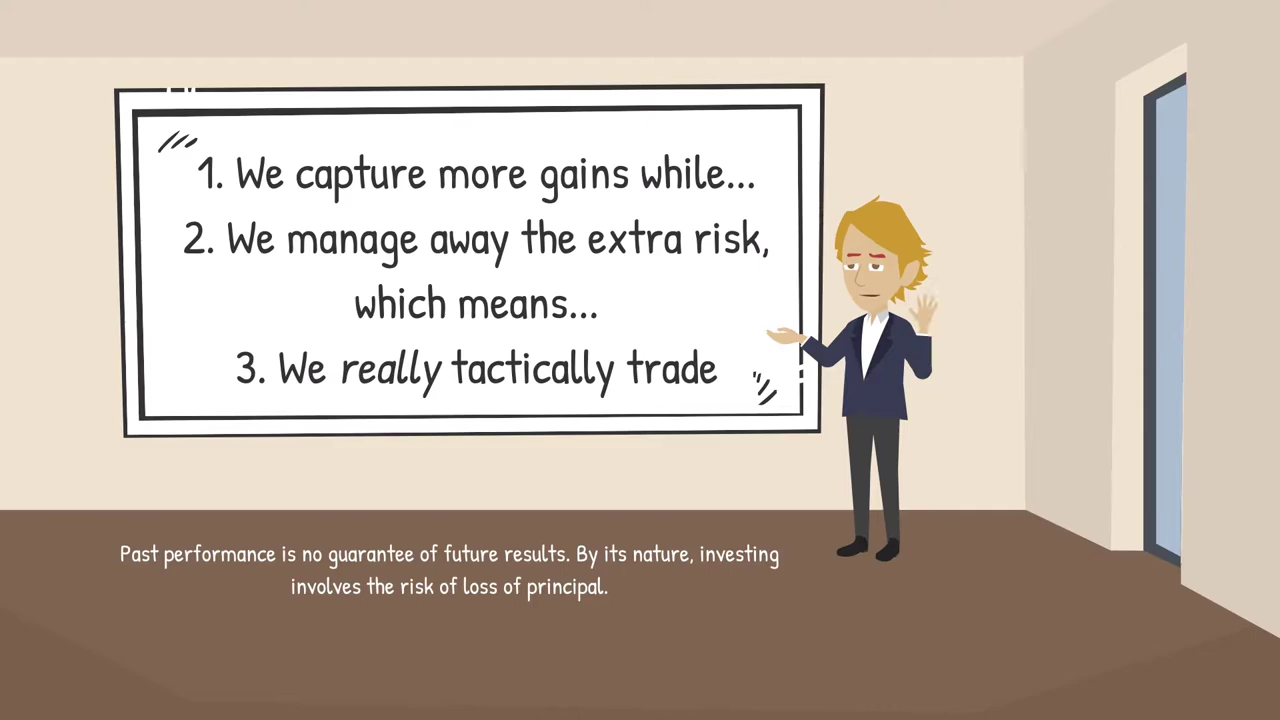 1. We capture more gains while...
2. We manage away the extra risk,
which means...
3. We really tactically trade
Past performance is no guarantee of future results. By its nature, investing
involves the risk of loss of principal.